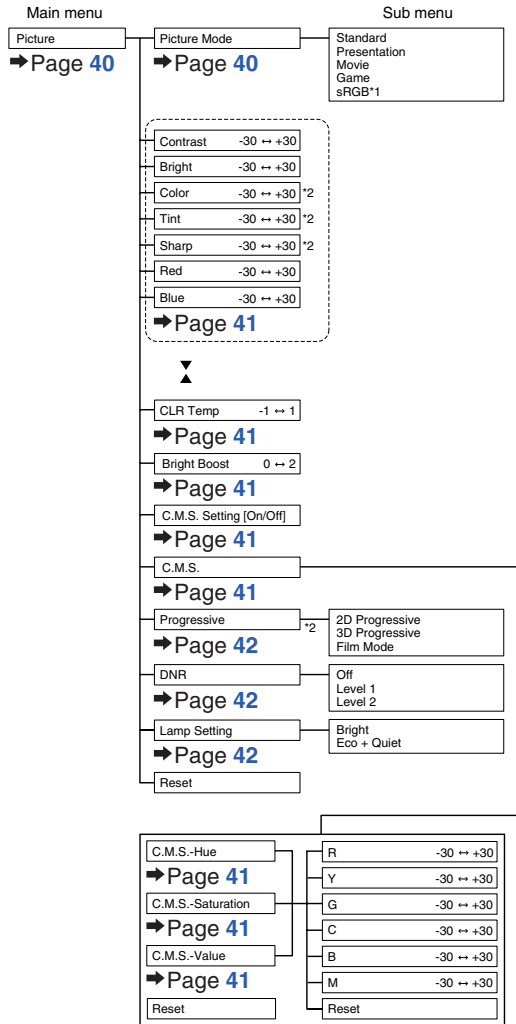 Main menu
Sub menu
Picture
➡Page 40
Picture Mode
➡Page 40
Standard
Presentation
Movie
Game
sRGB*1
Contrast -30 ↔ +30
Bright -30 ↔ +30
Color -30 ↔ +30 *2
Tint -30 ↔ +30 *2
Sharp -30 ↔ +30 *2
Red -30 ↔ +30
Blue -30 ↔ +30
➡Page 41
CLR Temp -1 ↔ 1
➡Page 41
Bright Boost 0 ↔ 2
➡Page 41
C.M.S. Setting [On/Off]
➡Page 41
C.M.S.
➡Page 41
Progressive *2
➡Page 42
2D Progressive
3D Progressive
Film Mode
DNR
➡Page 42
Off
Level 1
Level 2
Lamp Setting
➡Page 42
Bright
Eco + Quiet
Reset
C.M.S.-Hue
➡Page 41
C.M.S.-Saturation
➡Page 41
C.M.S.-Value
➡Page 41
Reset
R -30 ↔ +30
Y -30 ↔ +30
G -30 ↔ +30
C -30 ↔ +30
B -30 ↔ +30
M -30 ↔ +30
Reset